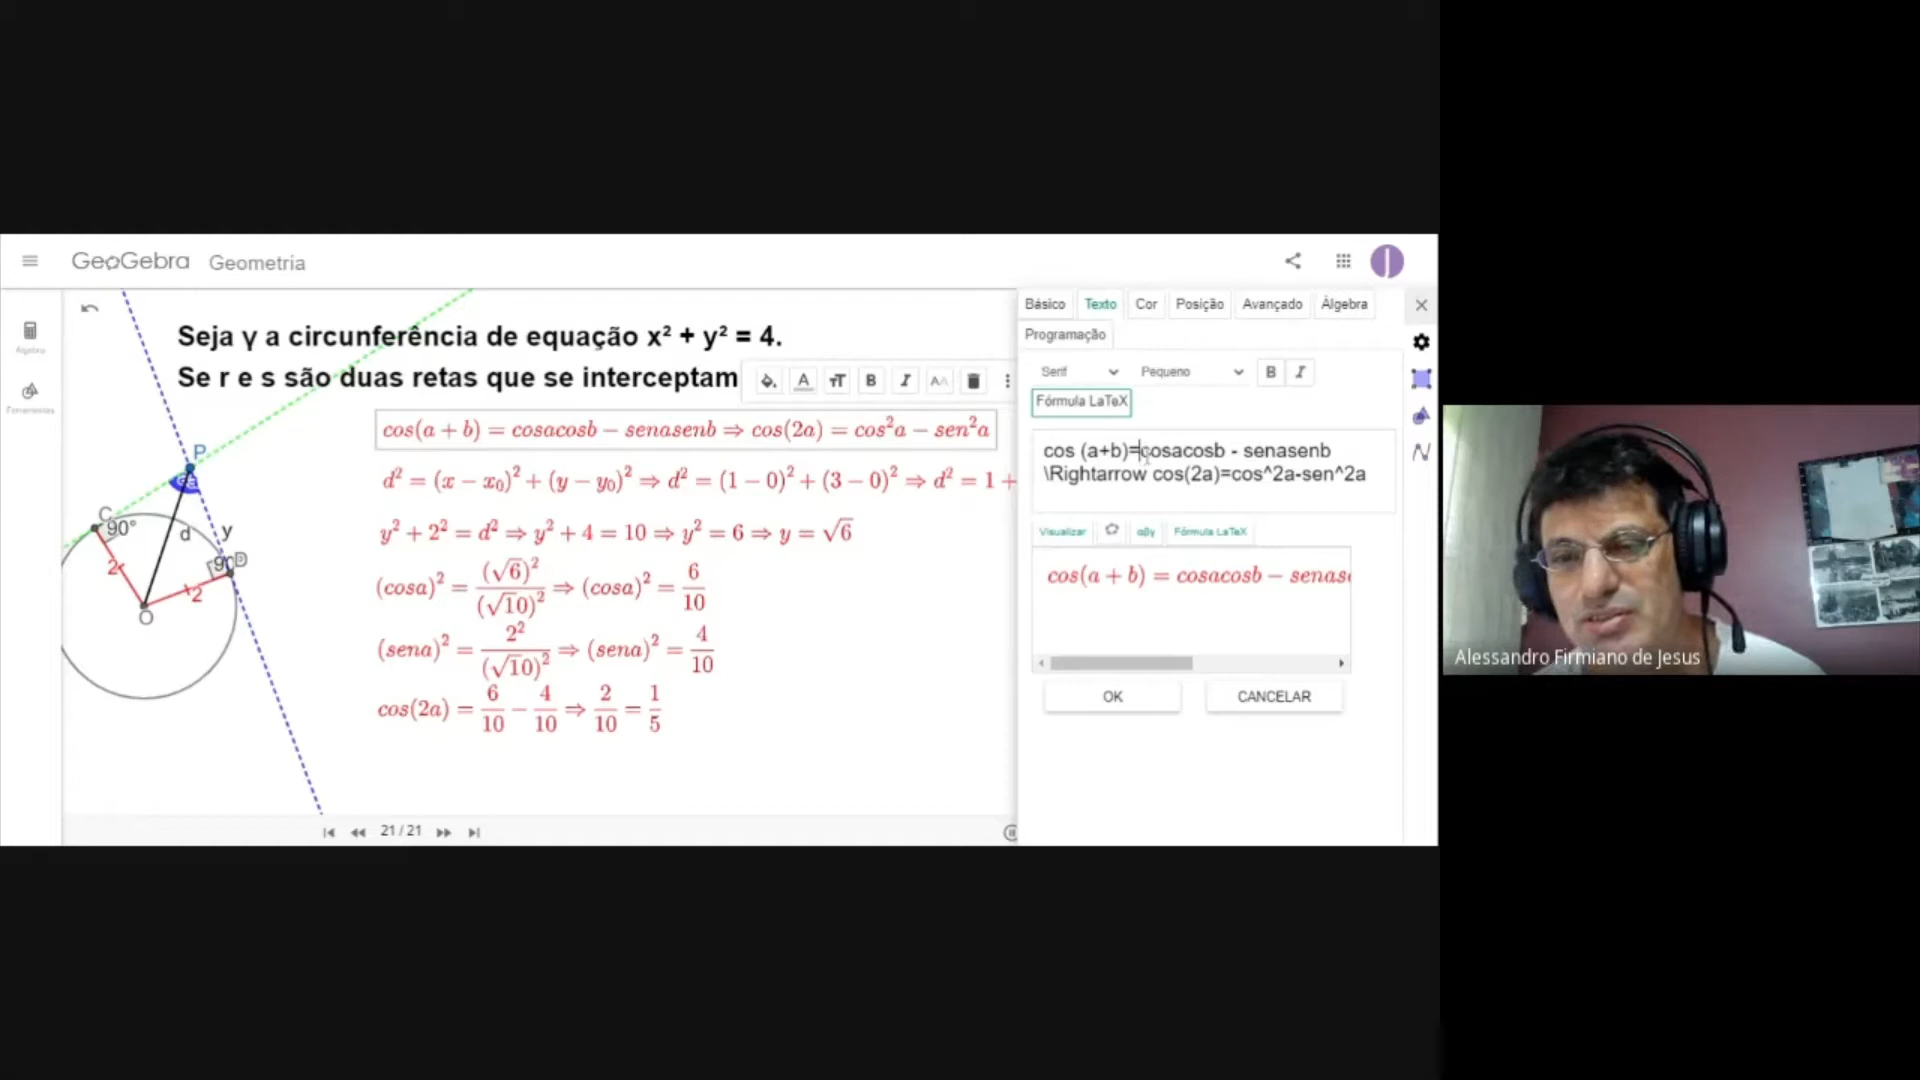 GeoGebra Geometria
Álgebra
Ferramentas
Seja γ a circunferência de equação x² + y² = 4.
Se r e s são duas retas que se interceptam
cos(a + b) = cosacosb − senasenb ⇒ cos(2a) = cos²a − sen²a
d² = (x − x₀)² + (y − y₀)² ⇒ d² = (1 − 0)² + (3 − 0)² ⇒ d² = 1 +
y² + 2² = d² ⇒ y² + 4 = 10 ⇒ y² = 6 ⇒ y = √6
(cosa)² = (√6)²/(√10)² ⇒ (cosa)² = 6/10
(sena)² = 2²/(√10)² ⇒ (sena)² = 4/10
cos(2a) = 6/10 − 4/10 ⇒ 2/10 = 1/5
P
C
90°
d
y
D
2
2
O
21 / 21
Básico Texto Cor Posição Avançado Álgebra
Programação
Serif Pequeno B I
Fórmula LaTeX
cos (a+b)=cosacosb - senasenb
\Rightarrow cos(2a)=cos^2a-sen^2a
Visualizar αβγ Fórmula LaTeX
cos(a + b) = cosacosb − senas
OK CANCELAR
J
Alessandro Firmiano de Jesus